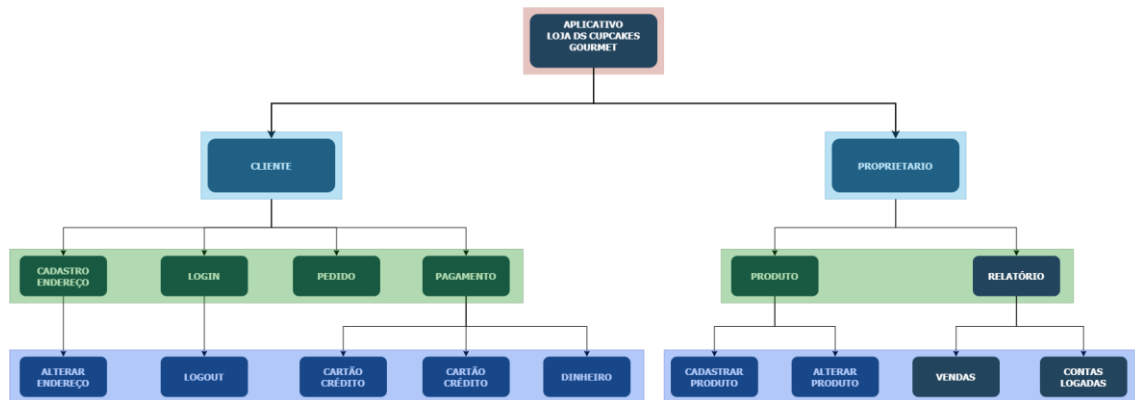 APLICATIVO
LOJA DS CUPCAKES
GOURMET
CLIENTE
PROPRIETARIO
CADASTRO
ENDEREÇO
LOGIN
PEDIDO
PAGAMENTO
PRODUTO
RELATÓRIO
ALTERAR
ENDEREÇO
LOGOUT
CARTÃO
CRÉDITO
CARTÃO
CRÉDITO
DINHEIRO
CADASTRAR
PRODUTO
ALTERAR
PRODUTO
VENDAS
CONTAS
LOGADAS